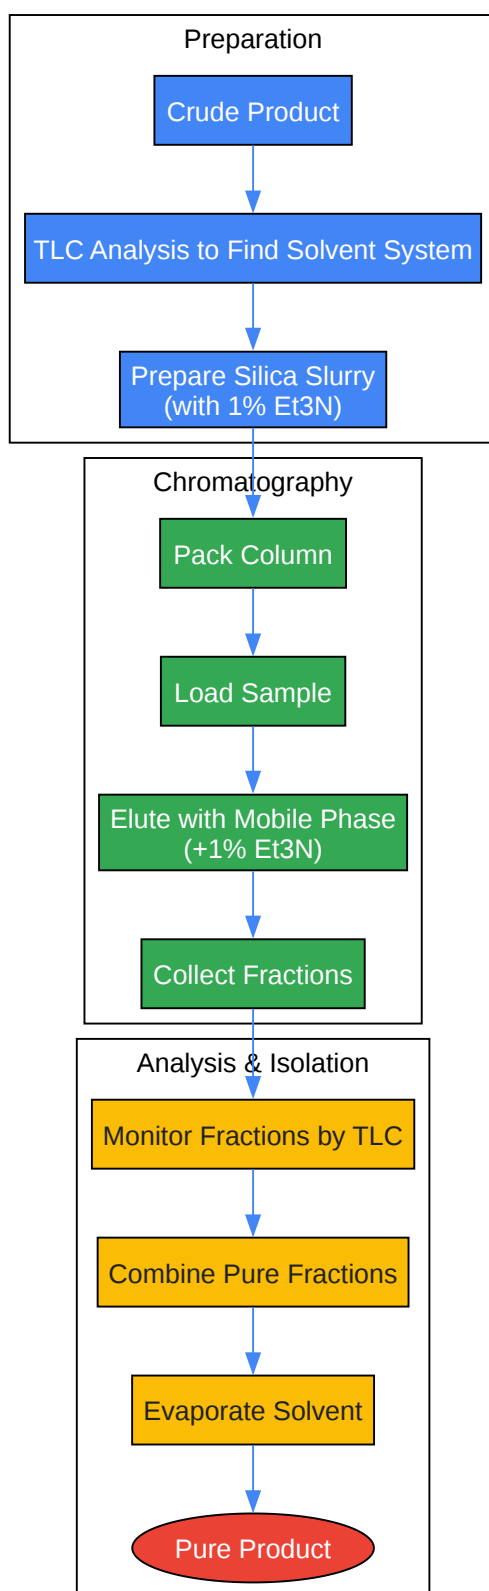 Preparation
Crude Product
TLC Analysis to Find Solvent System
Prepare Silica Slurry
(with 1% Et3N)
Chromatography
Pack Column
Load Sample
Elute with Mobile Phase
(+1% Et3N)
Collect Fractions
Analysis & Isolation
Monitor Fractions by TLC
Combine Pure Fractions
Evaporate Solvent
Pure Product